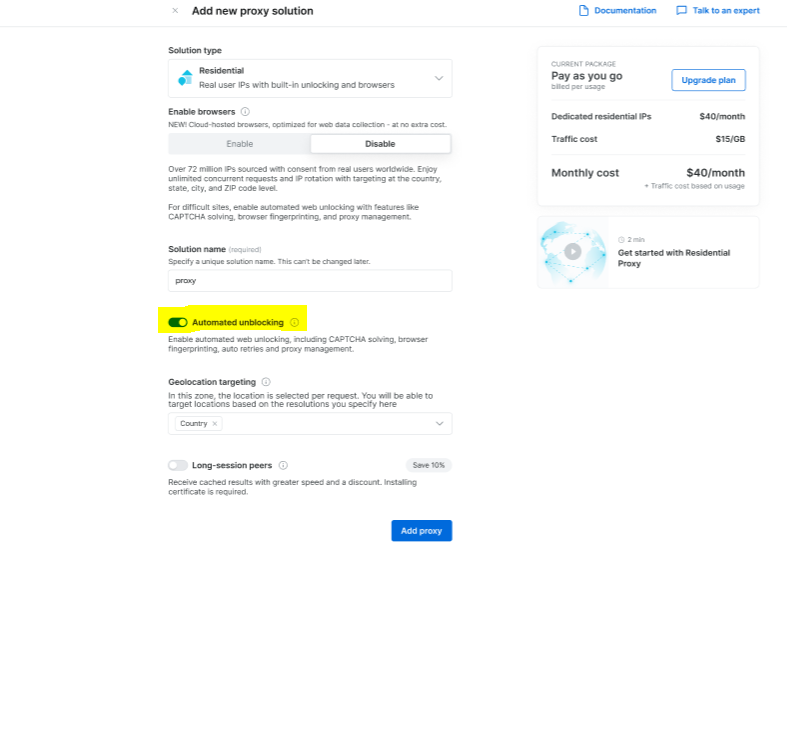 × Add new proxy solution
Documentation
Talk to an expert
Solution type
Residential
Real user IPs with built-in unlocking and browsers
Enable browsers
NEW! Cloud-hosted browsers, optimized for web data collection - at no extra cost.
Enable
Disable
Over 72 million IPs sourced with consent from real users worldwide. Enjoy
unlimited concurrent requests and IP rotation with targeting at the country,
state, city, and ZIP code level.
For difficult sites, enable automated web unlocking with features like
CAPTCHA solving, browser fingerprinting, and proxy management.
Solution name (required)
Specify a unique solution name. This can't be changed later.
proxy
Automated unblocking
Enable automated web unlocking, including CAPTCHA solving, browser
fingerprinting, auto retries and proxy management.
Geolocation targeting
In this zone, the location is selected per request. You will be able to
target locations based on the resolutions you specify here
Country ×
Long-session peers
Save 10%
Receive cached results with greater speed and a discount. Installing
certificate is required.
Add proxy
CURRENT PACKAGE
Pay as you go
billed per usage
Upgrade plan
Dedicated residential IPs $40/month
Traffic cost $15/GB
Monthly cost $40/month
+ Traffic cost based on usage
2 min
Get started with Residential
Proxy